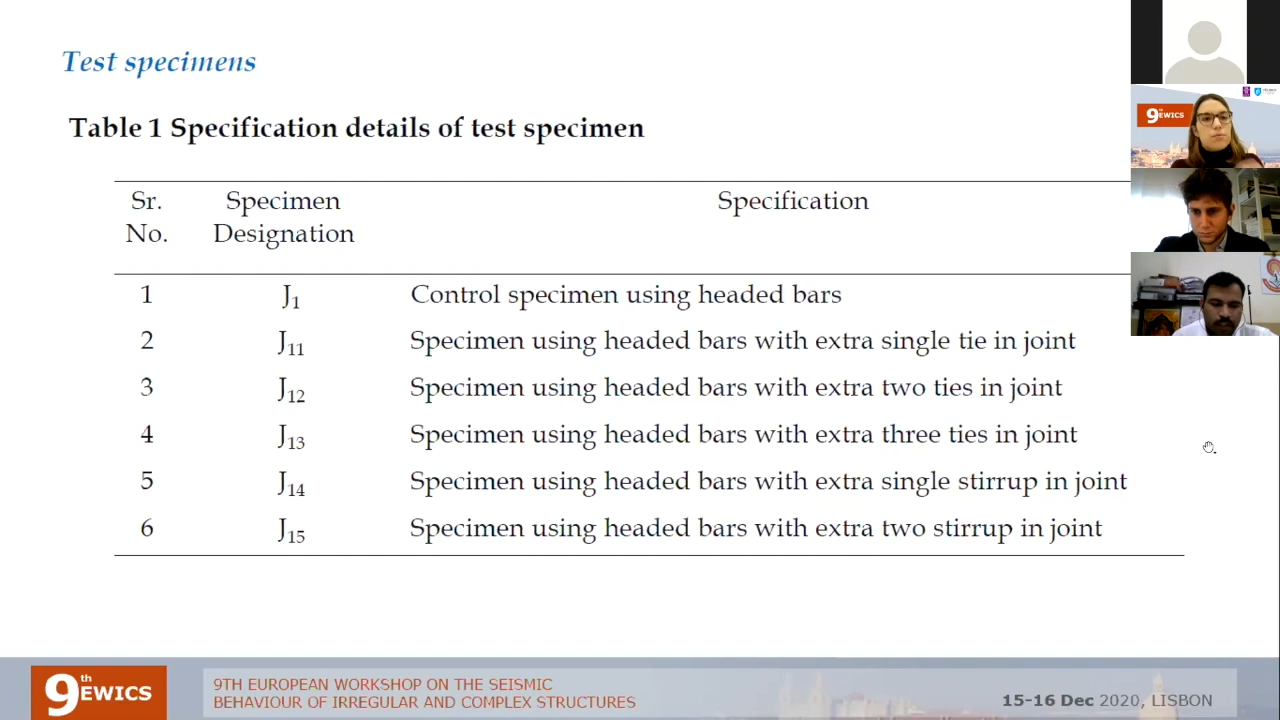 Test specimens
Table 1 Specification details of test specimen
Sr. No. Specimen Designation Specification
1 J11 Control specimen using headed bars
2 J11 Specimen using headed bars with extra single tie in joint
3 J12 Specimen using headed bars with extra two ties in joint
4 J13 Specimen using headed bars with extra three ties in joint
5 J14 Specimen using headed bars with extra single stirrup in joint
6 J15 Specimen using headed bars with extra two stirrup in joint
9th EWICS
9th EWICS
9TH EUROPEAN WORKSHOP ON THE SEISMIC
BEHAVIOUR OF IRREGULAR AND COMPLEX STRUCTURES
15-16 Dec 2020, LISBON